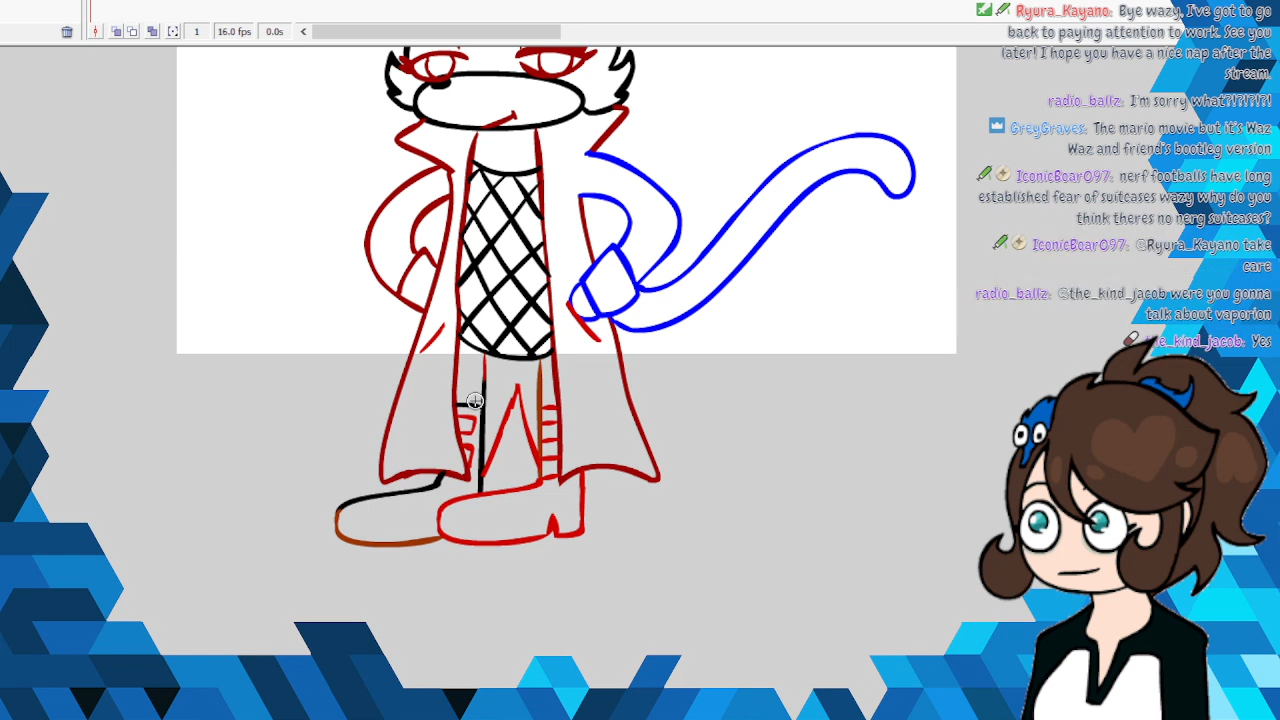 1 16.0 fps 0.0s
Ryura_Kayano: Bye wazy, I've got to go
back to paying attention to work. See you
later! I hope you have a nice nap after the
stream.
radio_ballz: I'm sorry what?!?!?!?!
GreyGraves: The mario movie but it's Waz
Waz and friend's bootleg version
IconicBoar097: nerf footballs have long
established fear of suitcases wazy why do you
think theres no nerg suitcases?
IconicBoar097: @Ryura_Kayano take
care
radio_ballz: @the_kind_jacob were you gonna
talk about vaporion
the_kind_jacob: Yes